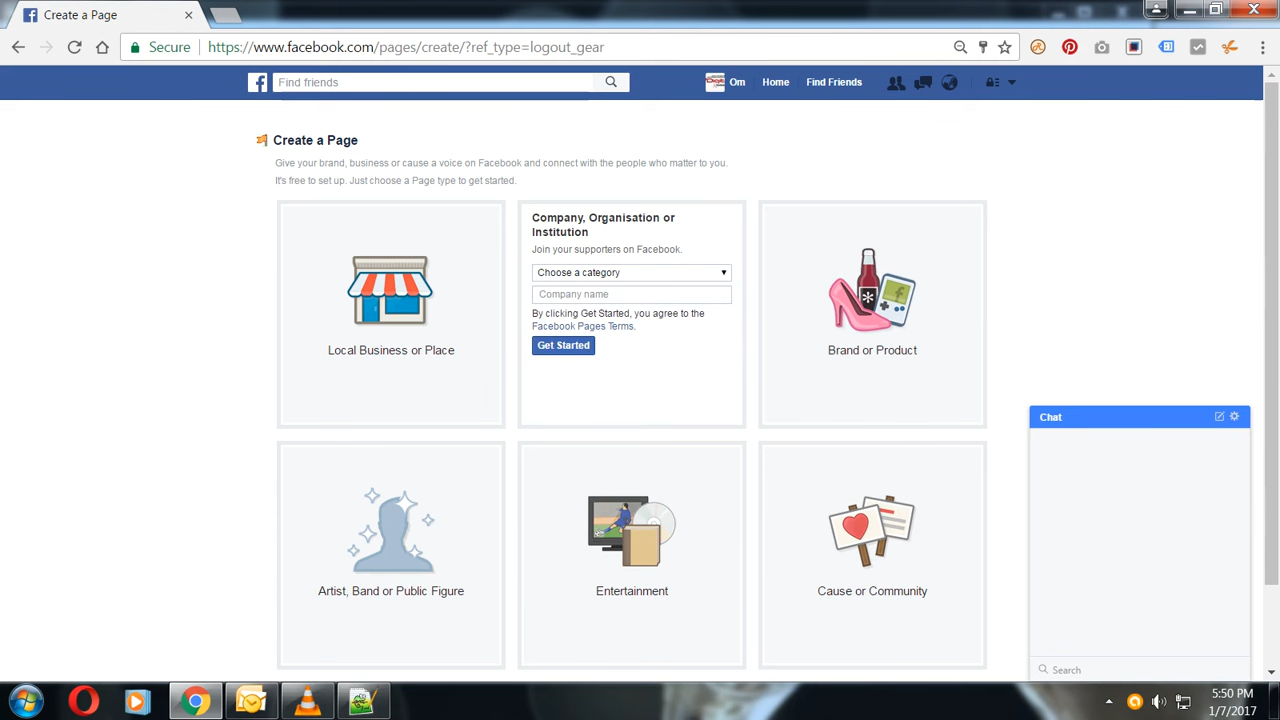 Create a Page
Secure https://www.facebook.com/pages/create/?ref_type=logout_gear
Find friends
Om Home Find Friends
Create a Page
Give your brand, business or cause a voice on Facebook and connect with the people who matter to you.
It's free to set up. Just choose a Page type to get started.
Local Business or Place
Company, Organisation or
Institution
Join your supporters on Facebook.
Choose a category
Company name
By clicking Get Started, you agree to the
Facebook Pages Terms.
Get Started
Brand or Product
Artist, Band or Public Figure
Entertainment
Cause or Community
Chat
Search
5:50 PM
1/7/2017